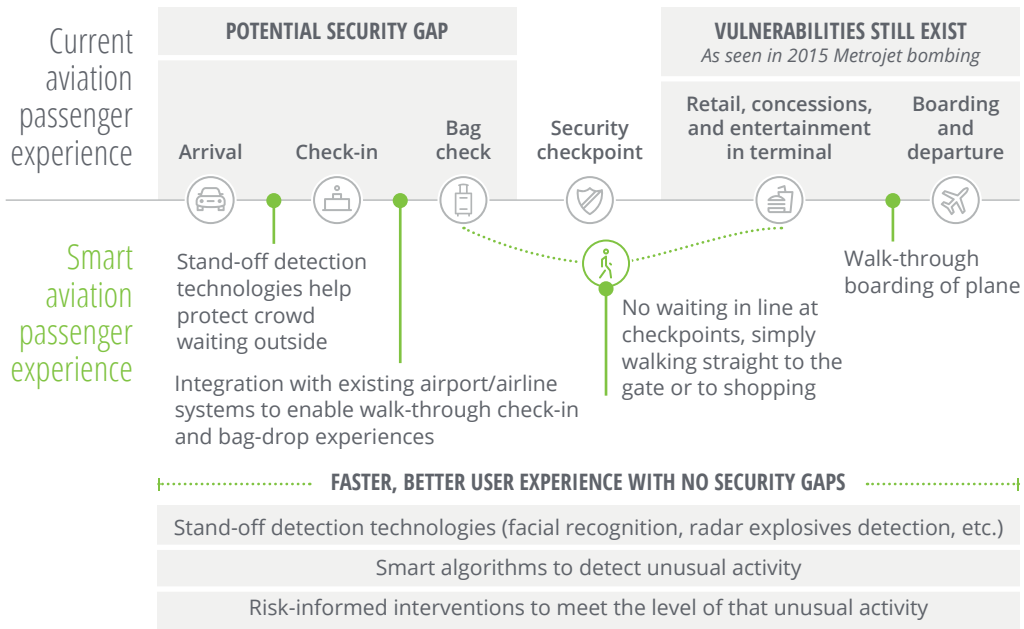 Current
aviation
passenger
experience
POTENTIAL SECURITY GAP
VULNERABILITIES STILL EXIST
As seen in 2015 Metrojet bombing
Arrival
Check-in
Bag
check
Security
checkpoint
Retail, concessions,
and entertainment
in terminal
Boarding
and
departure
Smart
aviation
passenger
experience
Stand-off detection
technologies help
protect crowd
waiting outside
Integration with existing airport/airline
systems to enable walk-through check-in
and bag-drop experiences
No waiting in line at
checkpoints, simply
walking straight to the
gate or to shopping
Walk-through
boarding of plane
FASTER, BETTER USER EXPERIENCE WITH NO SECURITY GAPS
Stand-off detection technologies (facial recognition, radar explosives detection, etc.)
Smart algorithms to detect unusual activity
Risk-informed interventions to meet the level of that unusual activity